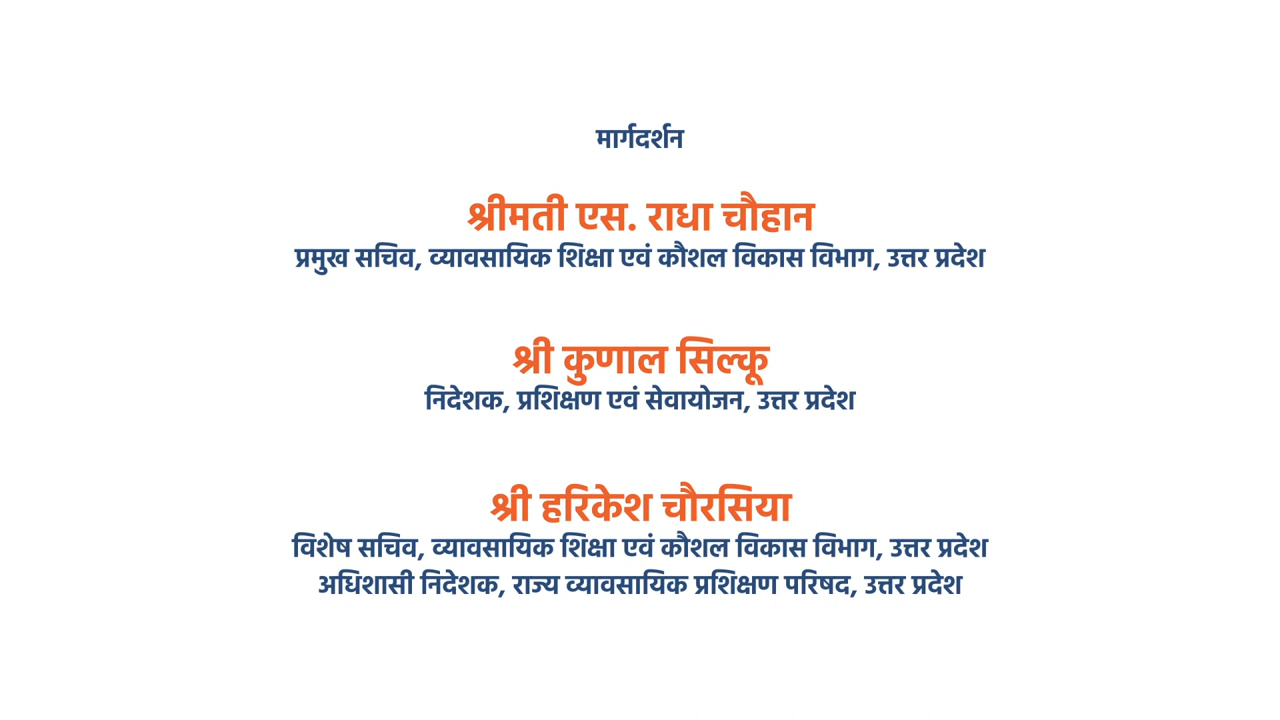 मार्गदर्शन
श्रीमती एस. राधा चौहान
प्रमुख सचिव, व्यावसायिक शिक्षा एवं कौशल विकास विभाग, उत्तर प्रदेश
श्री कुणाल सिल्कू
निदेशक, प्रशिक्षण एवं सेवायोजन, उत्तर प्रदेश
श्री हरिकेश चौरसिया
विशेष सचिव, व्यावसायिक शिक्षा एवं कौशल विकास विभाग, उत्तर प्रदेश
अधिशासी निदेशक, राज्य व्यावसायिक प्रशिक्षण परिषद, उत्तर प्रदेश